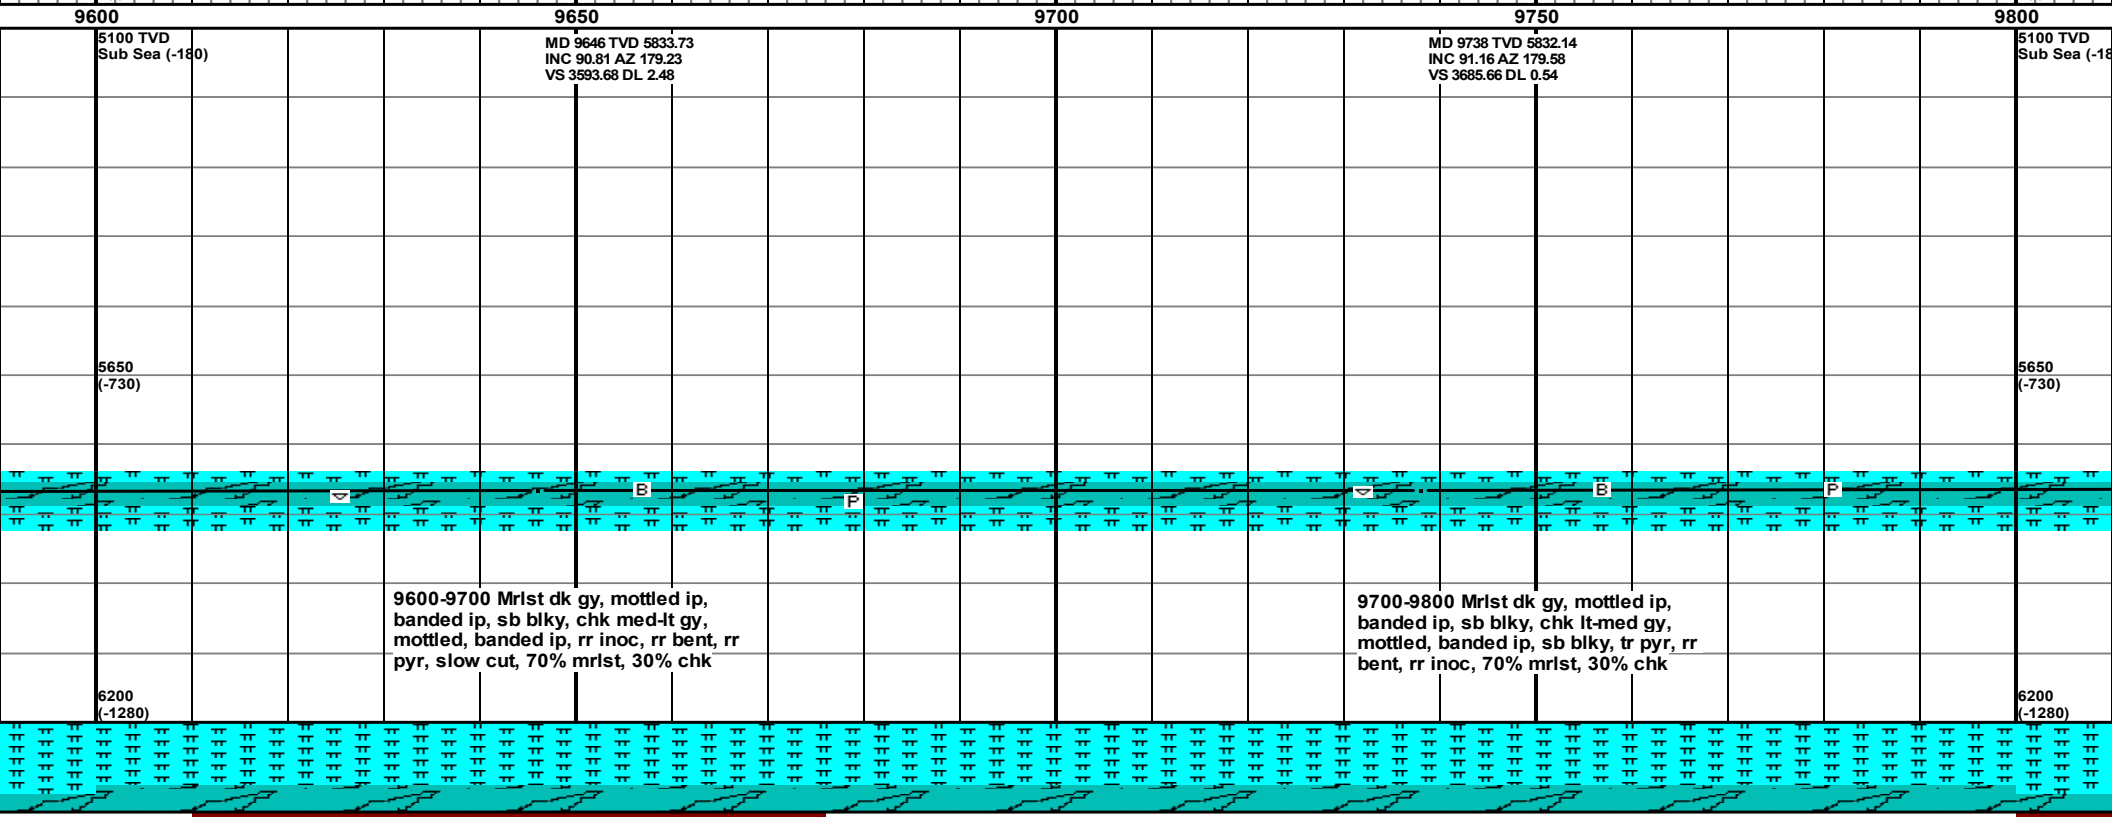 9600 9650 9700 9750 9800
5100 TVD
Sub Sea (-180)
MD 9646 TVD 5833.73
INC 90.81 AZ 179.23
VS 3593.68 DL 2.48
MD 9738 TVD 5832.14
INC 91.16 AZ 179.58
VS 3685.66 DL 0.54
5100 TVD
Sub Sea (-18
5650
(-730)
5650
(-730)
B
P
B
P
9600-9700 Mrlst dk gy, mottled ip,
banded ip, sb blky, chk med-lt gy,
mottled, banded ip, rr inoc, rr bent, rr
pyr, slow cut, 70% mrlst, 30% chk
9700-9800 Mrlst dk gy, mottled ip,
banded ip, sb blky, chk lt-med gy,
mottled, banded ip, sb blky, tr pyr, rr
bent, rr inoc, 70% mrlst, 30% chk
6200
(-1280)
6200
(-1280)